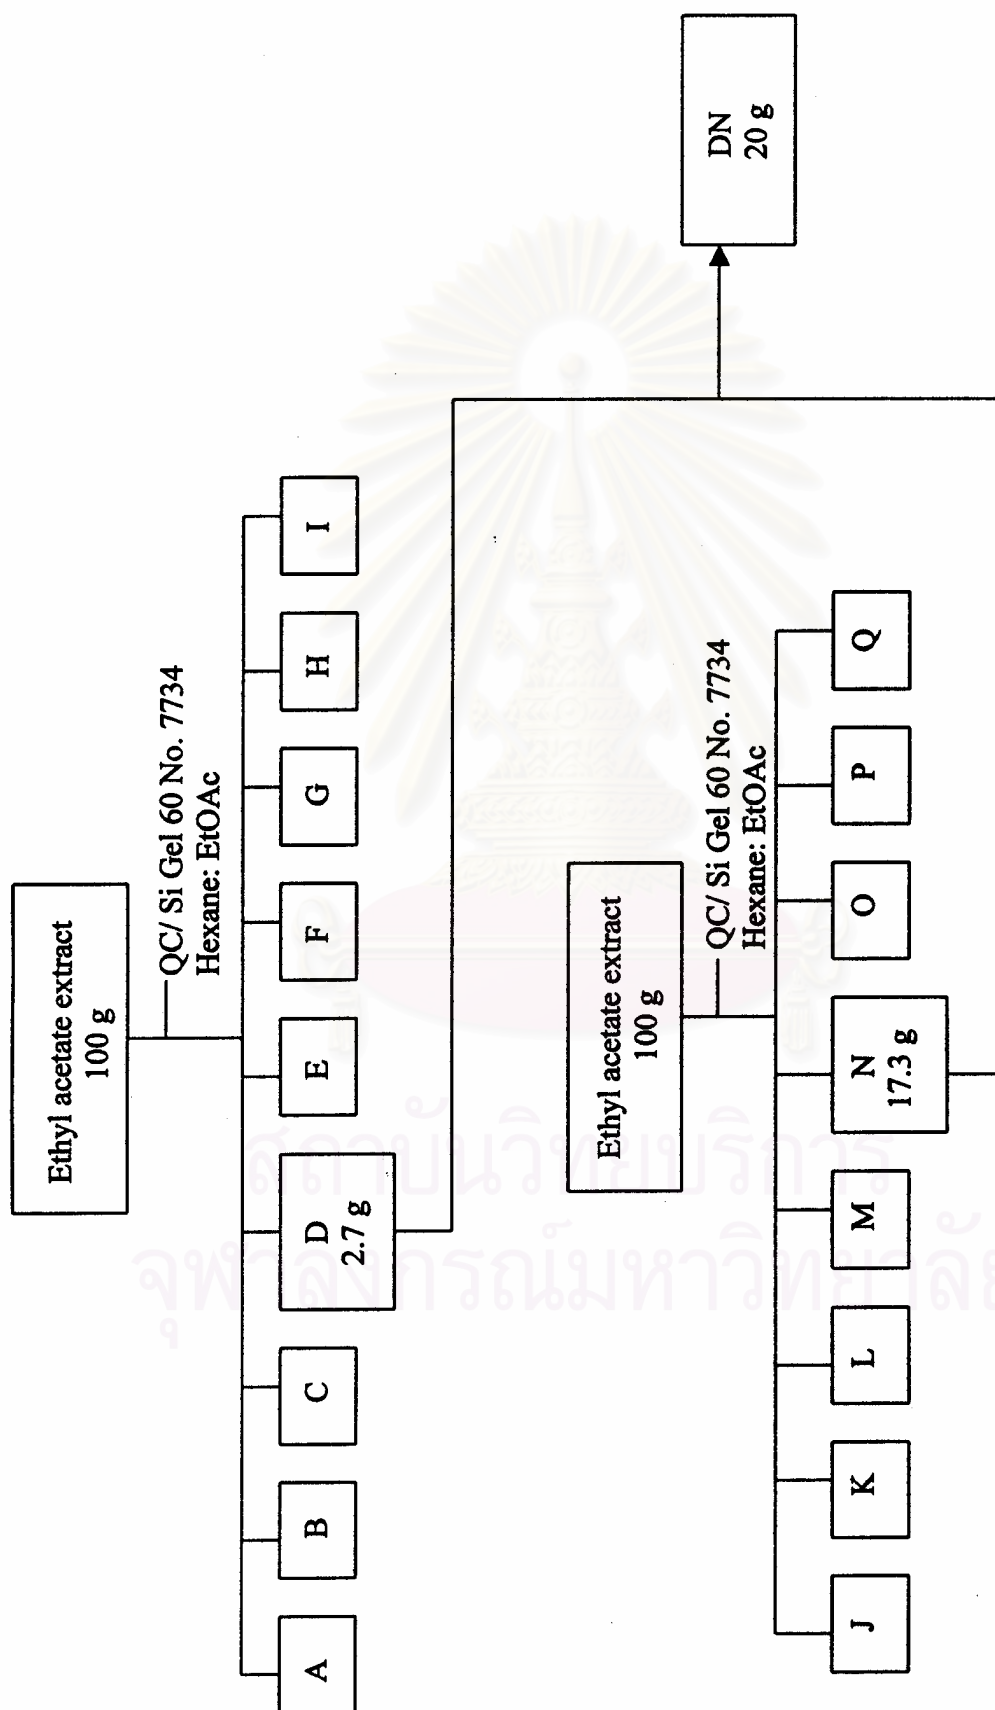 Ethyl acetate extract
100 g
QC/ Si Gel 60 No. 7734
Hexane: EtOAc
A
B
C
D
2.7 g
E
F
G
H
I
Ethyl acetate extract
100 g
QC/ Si Gel 60 No. 7734
Hexane: EtOAc
J
K
L
M
N
17.3 g
O
P
Q
DN
20 g
สถาบันวิทยบริการ
จุฬาลงกรณ์มหาวิทยาลัย